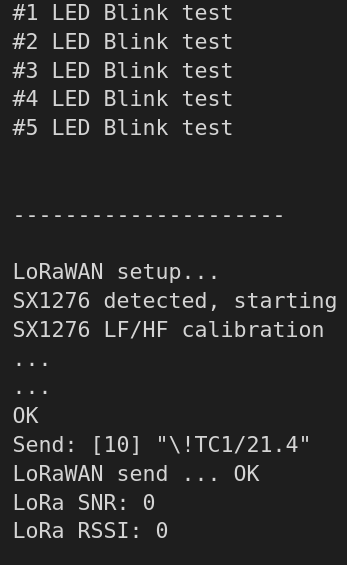 #1 LED Blink test
#2 LED Blink test
#3 LED Blink test
#4 LED Blink test
#5 LED Blink test
---------------------
LoRaWAN setup...
SX1276 detected, starting
SX1276 LF/HF calibration
...
...
OK
Send: [10] "\!TC1/21.4"
LoRaWAN send ... OK
LoRa SNR: 0
LoRa RSSI: 0